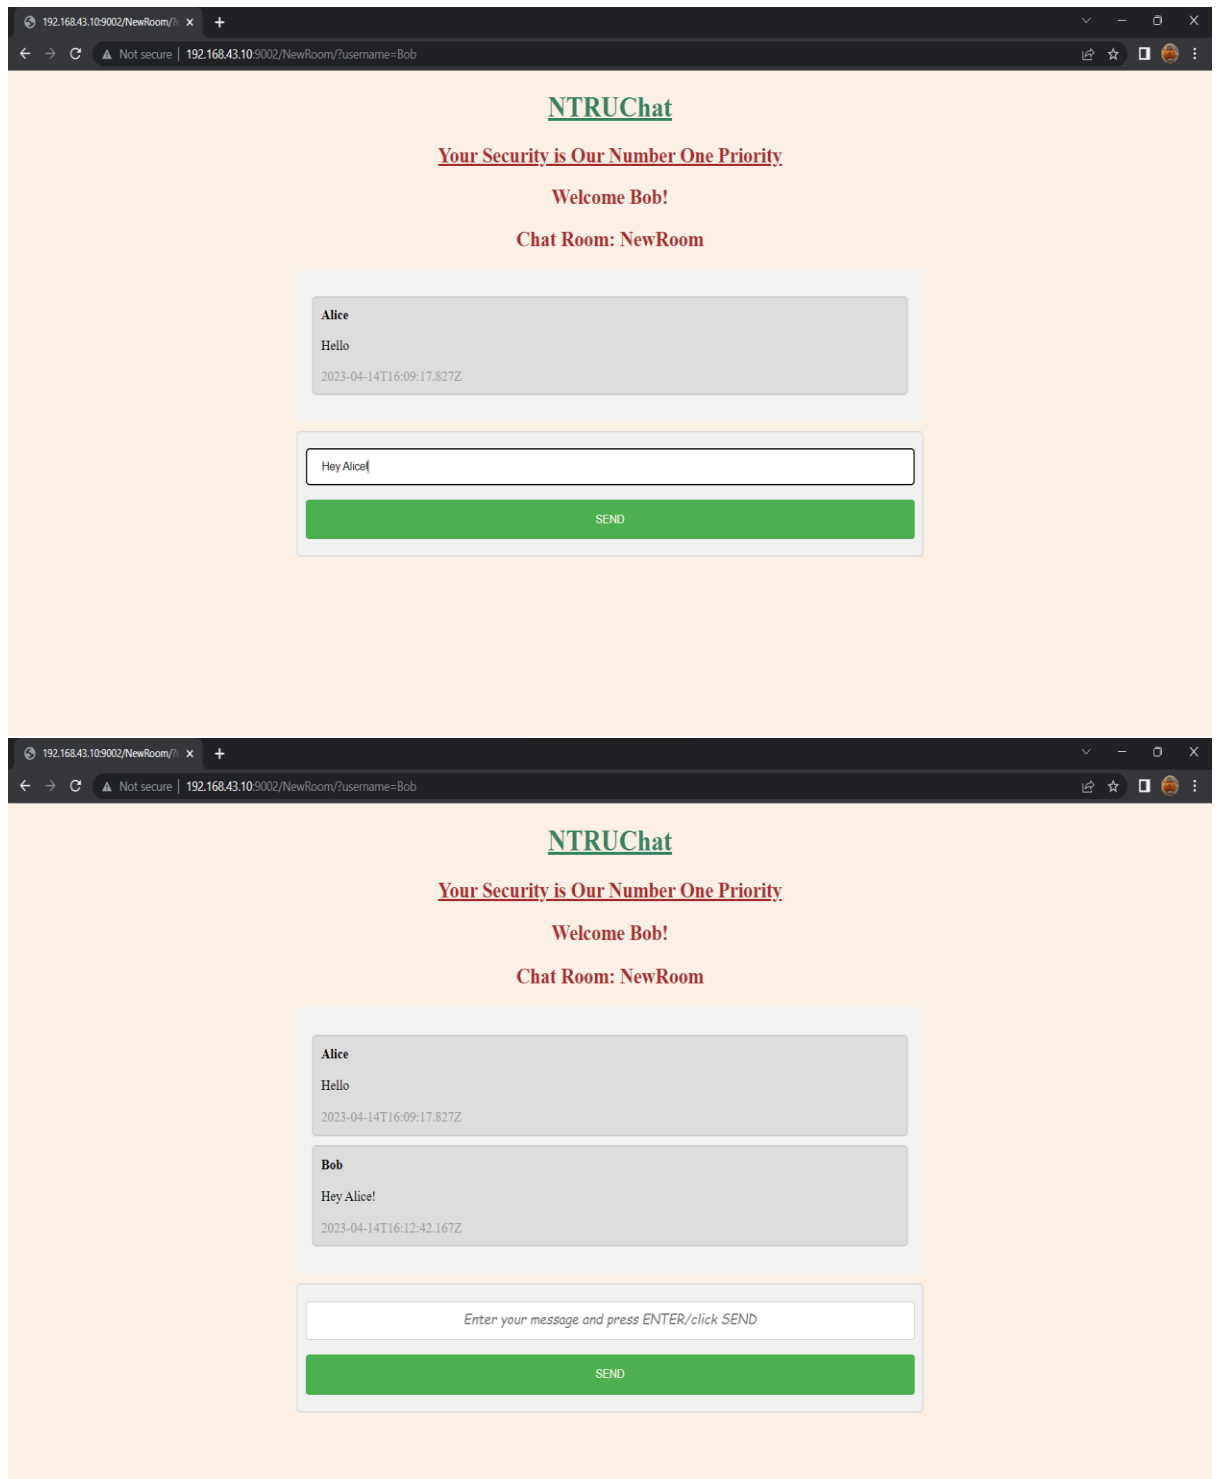 192.168.43.10:9002/NewRoom/?
Not secure | 192.168.43.10:9002/NewRoom/?username=Bob
NTRUChat
Your Security is Our Number One Priority
Welcome Bob!
Chat Room: NewRoom
Alice
Hello
2023-04-14T16:09:17.827Z
Hey Alice!
SEND
192.168.43.10:9002/NewRoom/?
Not secure | 192.168.43.10:9002/NewRoom/?username=Bob
NTRUChat
Your Security is Our Number One Priority
Welcome Bob!
Chat Room: NewRoom
Alice
Hello
2023-04-14T16:09:17.827Z
Bob
Hey Alice!
2023-04-14T16:12:42.167Z
Enter your message and press ENTER/click SEND
SEND